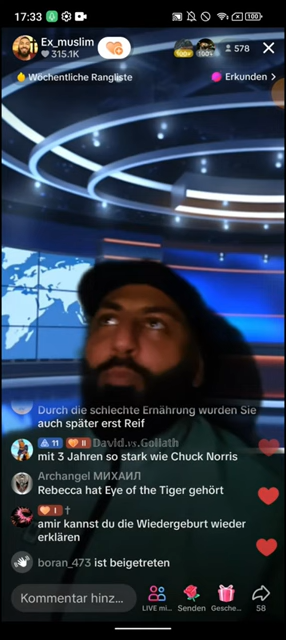 17:33
100
Ex_muslim
315.1K
578
Wöchentliche Rangliste
Erkunden >
Durch die schlechte Ernährung wurden Sie
auch später erst Reif
11 II David.vs.Goliath
mit 3 Jahren so stark wie Chuck Norris
Archangel МИХАИЛ
Rebecca hat Eye of the Tiger gehört
I †
amir kannst du die Wiedergeburt wieder
erklären
boran_473 ist beigetreten
Kommentar hinz...
LIVE mi...
Senden
Gesche...
58